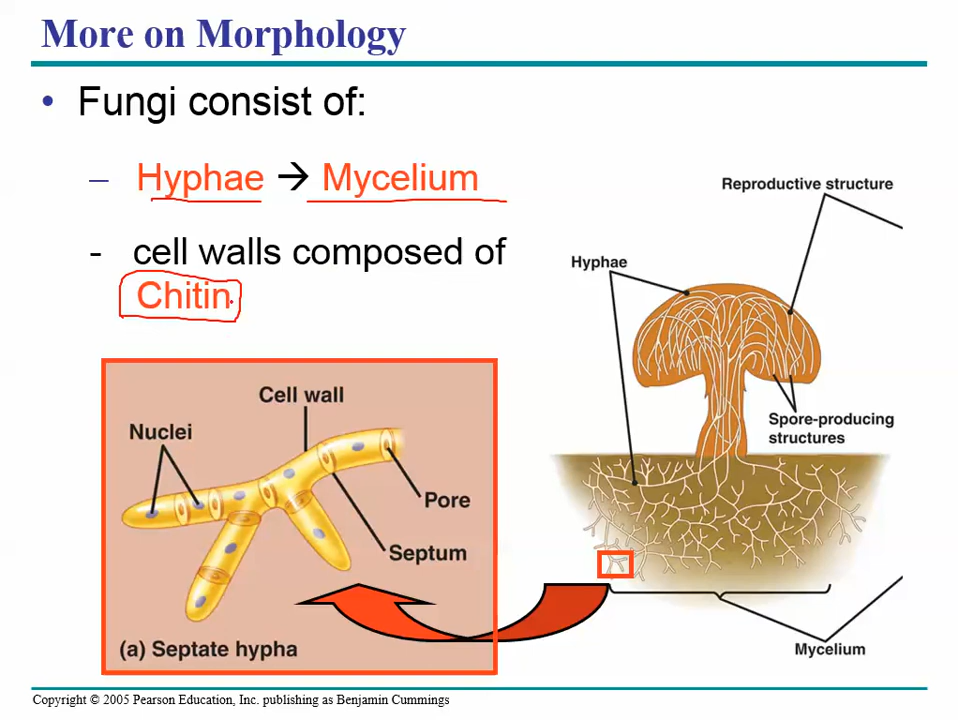 More on Morphology
• Fungi consist of:
– Hyphae → Mycelium
- cell walls composed of
Chitin
Reproductive structure
Hyphae
Spore-producing
structures
Mycelium
Cell wall
Nuclei
Pore
Septum
(a) Septate hypha
Copyright © 2005 Pearson Education, Inc. publishing as Benjamin Cummings